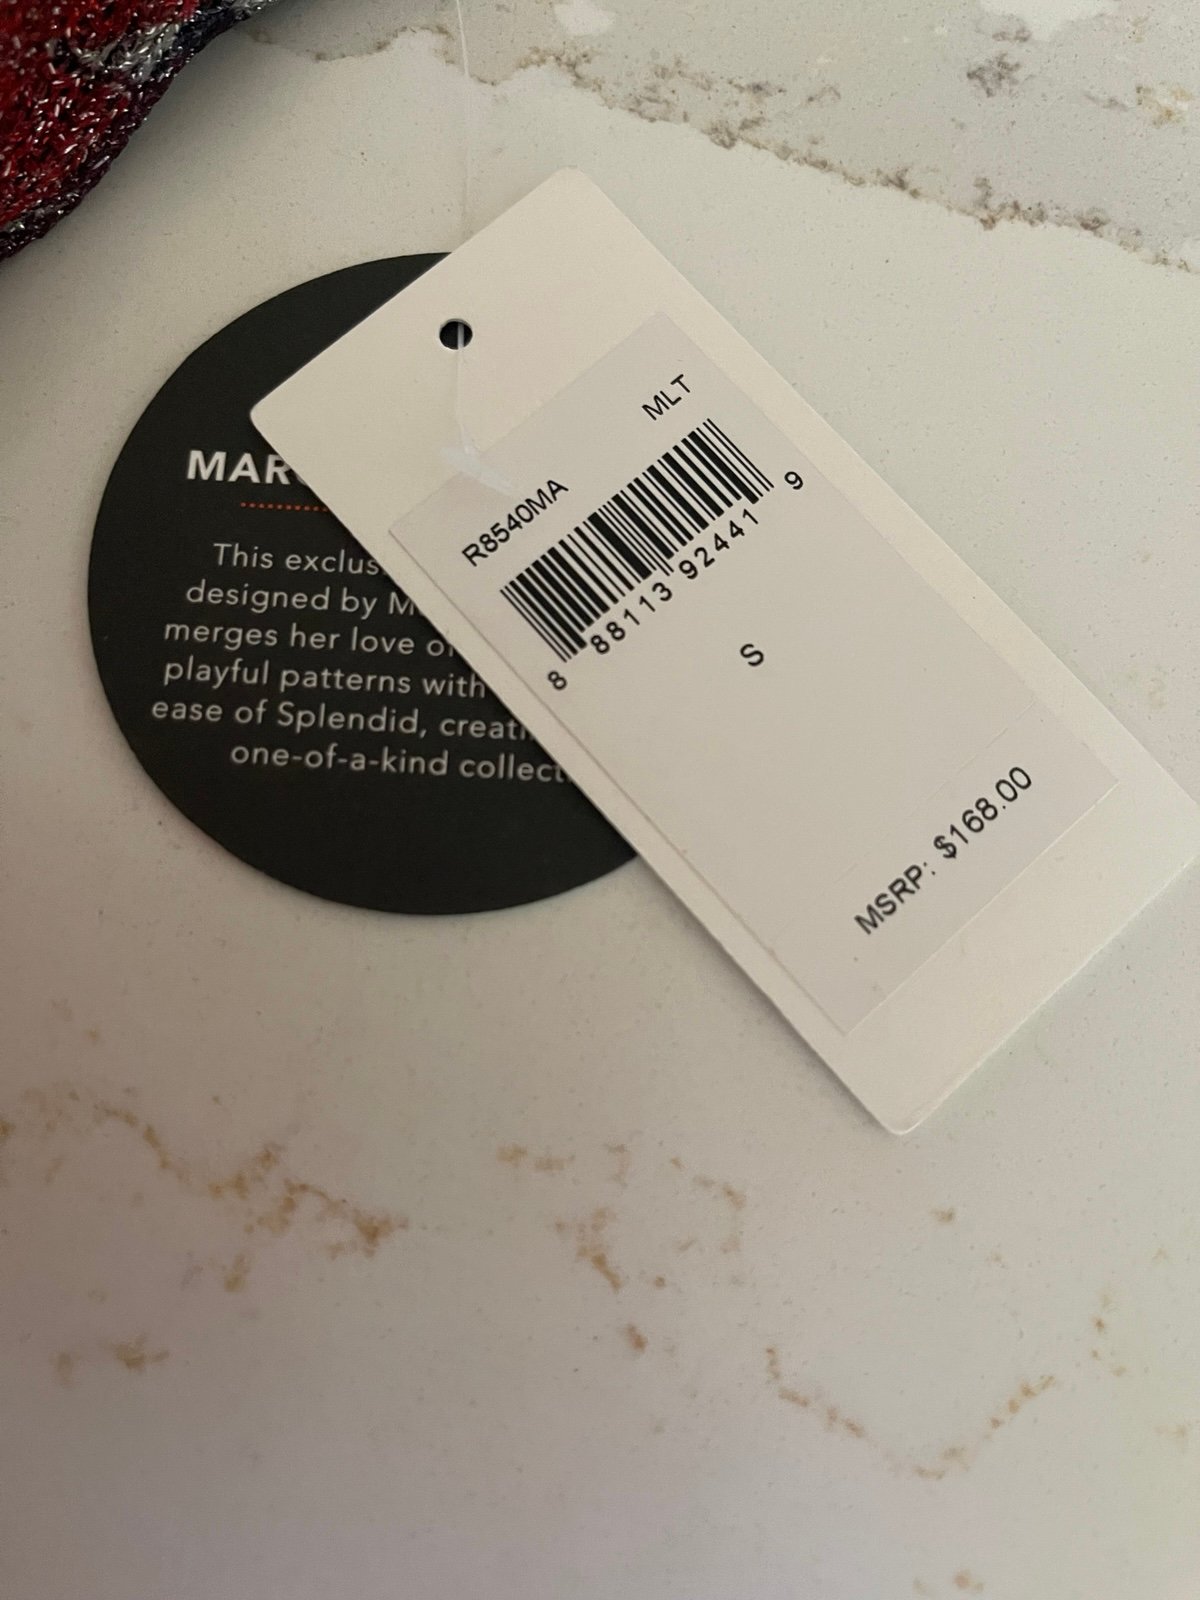 MAR
This exclus
designed by M
merges her love o
playful patterns with
ease of Splendid, creati
one-of-a-kind collect
R8540MA MLT
8 88113 92441 9
S
MSRP: $168.00